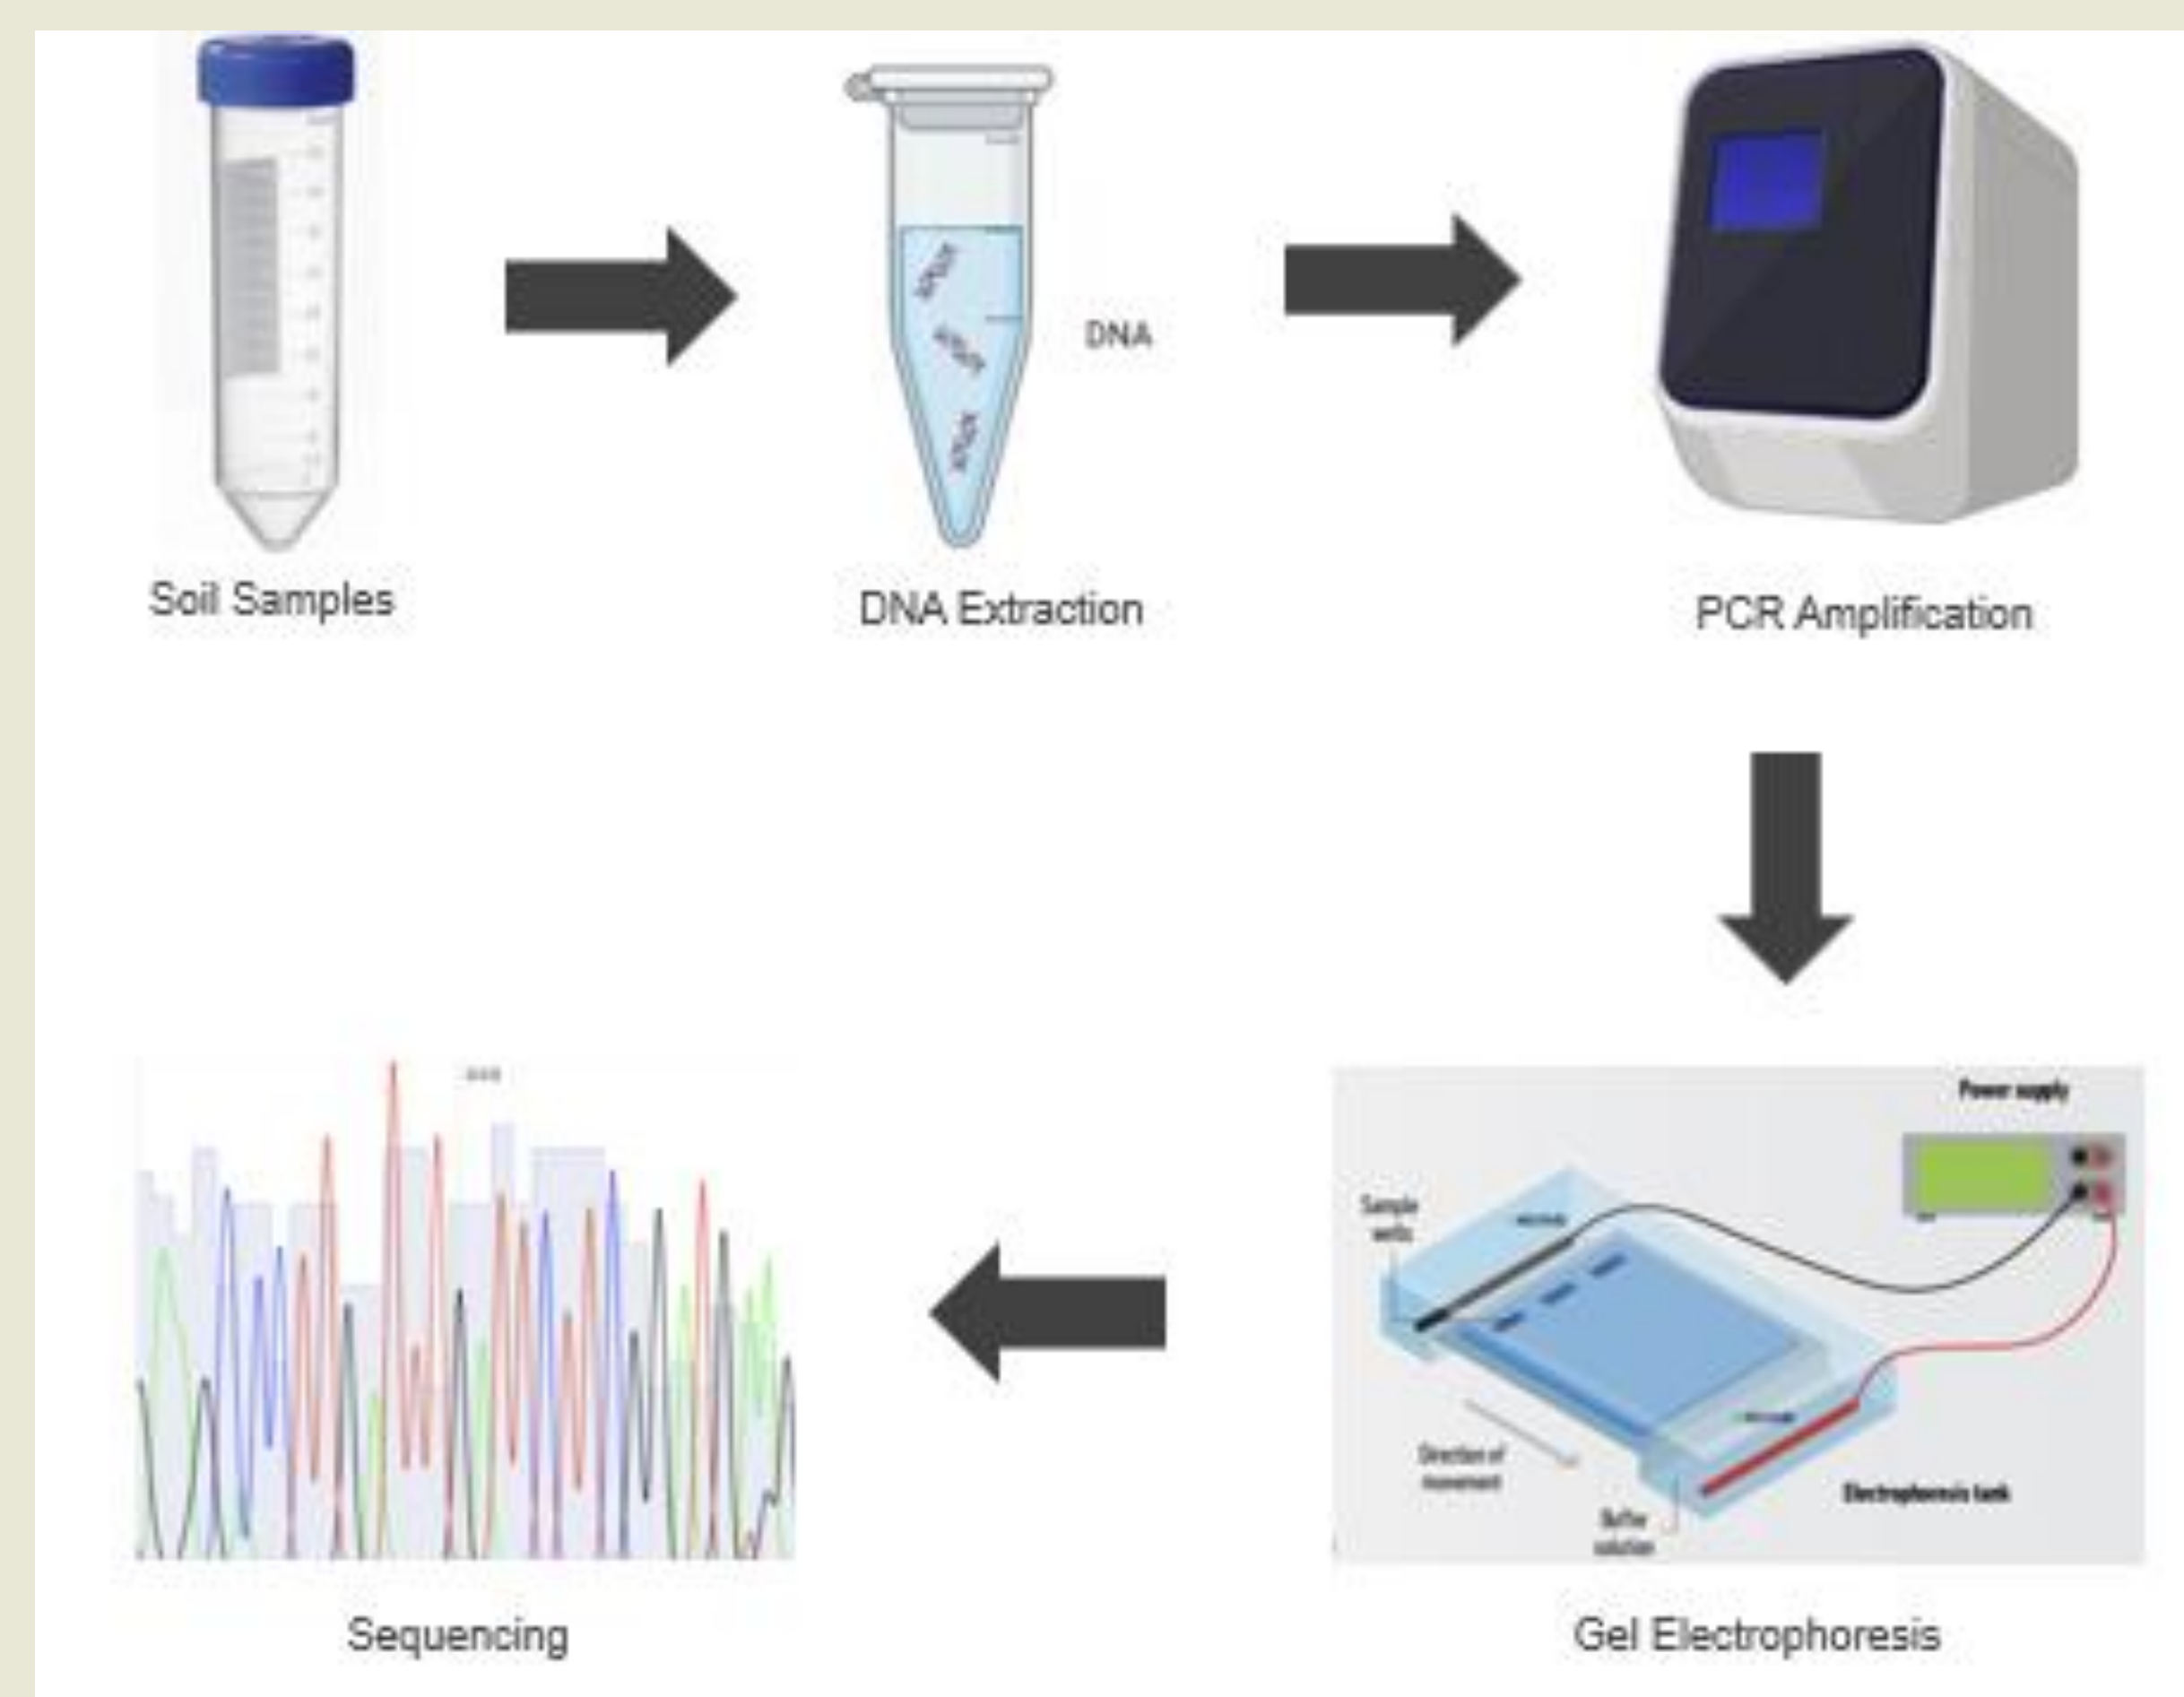 DNA
Soil Samples
DNA Extraction
PCR Amplification
Power supply
Sample
wells
Direction of
movement
Buffer
solution
Electrophoresis tank
Sequencing
Gel Electrophoresis